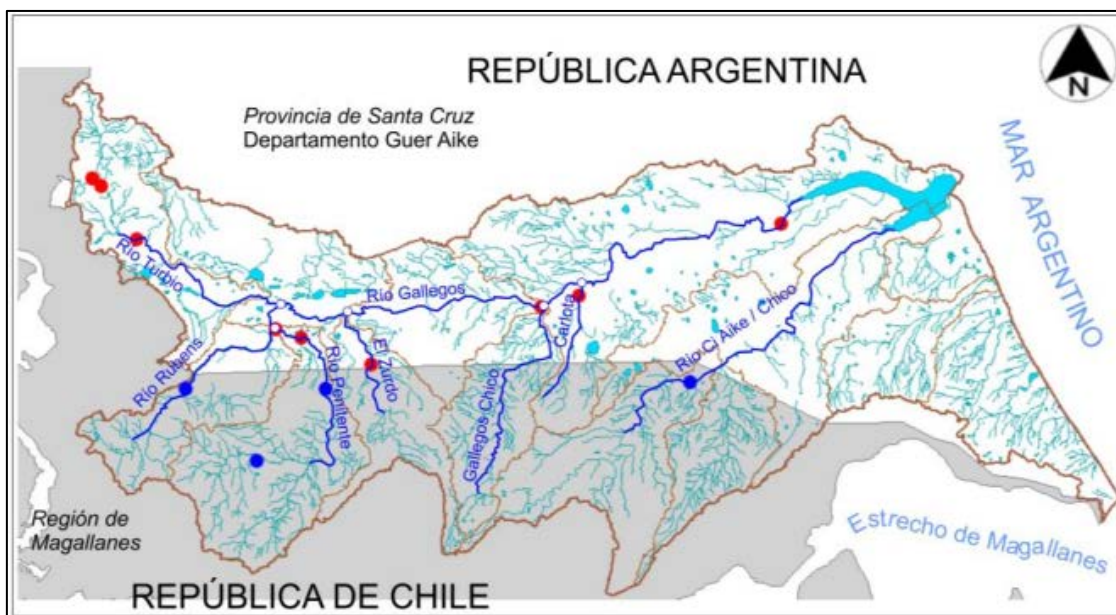 REPÚBLICA ARGENTINA
N
Provincia de Santa Cruz
Departamento Guer Aike
MAR ARGENTINO
Río Turbio
Río Gallegos
Carlota
Río Ci Aike / Chico
Río Rubens
Río Penitente
El Zurdo
Gallegos Chico
Región de
Magallanes
Estrecho de Magallanes
REPÚBLICA DE CHILE